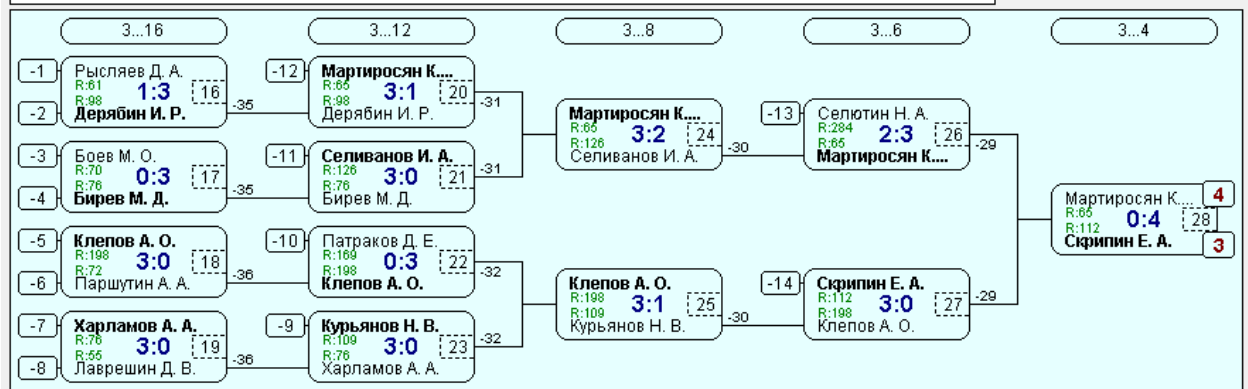 3...16
3...12
3...8
3...6
3...4
-1
Рысляев Д. А.
R:61
1:3
16
R:98
-2
Дерябин И. Р.
-35
-3
Боев М. О.
R:70
0:3
17
R:76
-4
Бирев М. Д.
-35
-5
Клепов А. О.
R:198
3:0
18
R:72
-6
Паршутин А. А.
-36
-7
Харламов А. А.
R:76
3:0
19
R:55
-8
Лаврешин Д. В.
-36
-12
Мартиросян К....
R:65
3:1
20
R:98
Дерябин И. Р.
-31
-11
Селиванов И. А.
R:126
3:0
21
R:76
Бирев М. Д.
-31
-10
Патраков Д. Е.
R:169
0:3
22
R:198
Клепов А. О.
-32
-9
Курьянов Н. В.
R:109
3:0
23
R:76
Харламов А. А.
-32
Мартиросян К....
R:65
3:2
24
R:126
Селиванов И. А.
-30
Клепов А. О.
R:198
3:1
25
R:109
Курьянов Н. В.
-30
-13
Селютин Н. А.
R:284
2:3
26
R:65
Мартиросян К....
-29
-14
Скрипин Е. А.
R:112
3:0
27
R:198
Клепов А. О.
-29
Мартиросян К....
4
R:65
0:4
28
R:112
Скрипин Е. А.
3